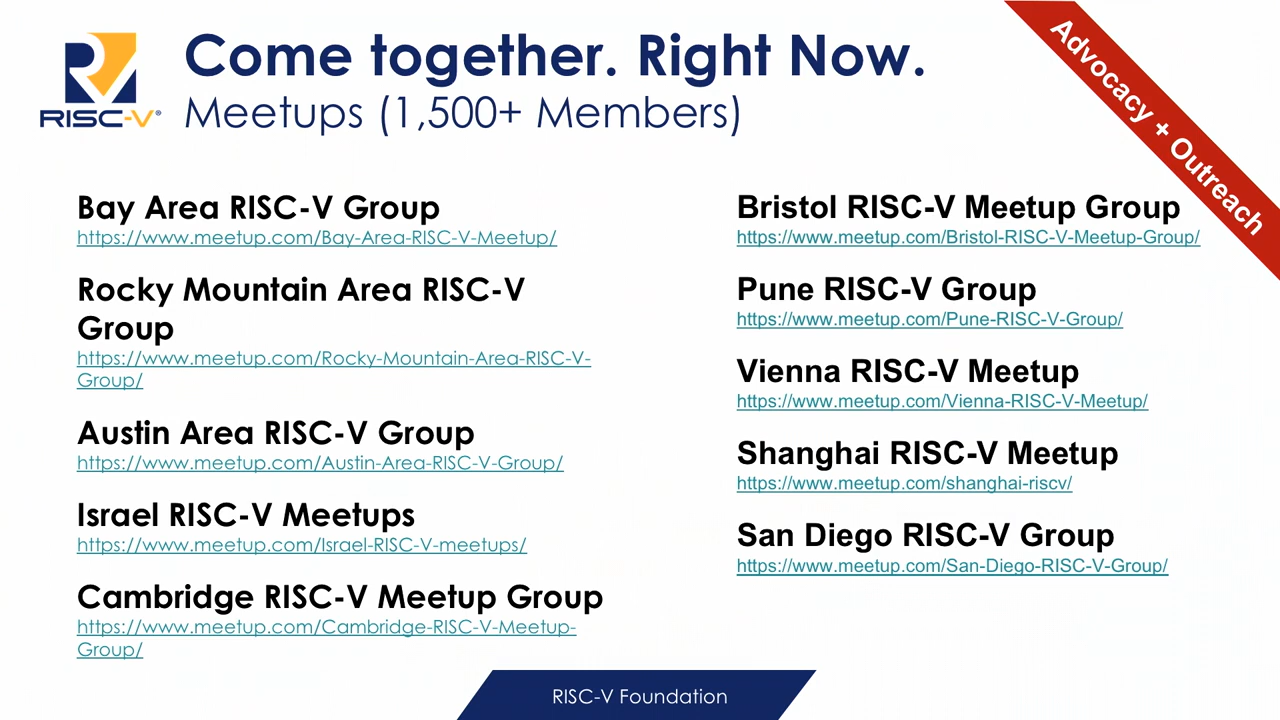 Come together. Right Now.
RISC-V®
Meetups (1,500+ Members)
Advocacy + Outreach
Bay Area RISC-V Group
https://www.meetup.com/Bay-Area-RISC-V-Meetup/
Rocky Mountain Area RISC-V
Group
https://www.meetup.com/Rocky-Mountain-Area-RISC-V-
Group/
Austin Area RISC-V Group
https://www.meetup.com/Austin-Area-RISC-V-Group/
Israel RISC-V Meetups
https://www.meetup.com/Israel-RISC-V-meetups/
Cambridge RISC-V Meetup Group
https://www.meetup.com/Cambridge-RISC-V-Meetup-
Group/
Bristol RISC-V Meetup Group
https://www.meetup.com/Bristol-RISC-V-Meetup-Group/
Pune RISC-V Group
https://www.meetup.com/Pune-RISC-V-Group/
Vienna RISC-V Meetup
https://www.meetup.com/Vienna-RISC-V-Meetup/
Shanghai RISC-V Meetup
https://www.meetup.com/shanghai-riscv/
San Diego RISC-V Group
https://www.meetup.com/San-Diego-RISC-V-Group/
RISC-V Foundation